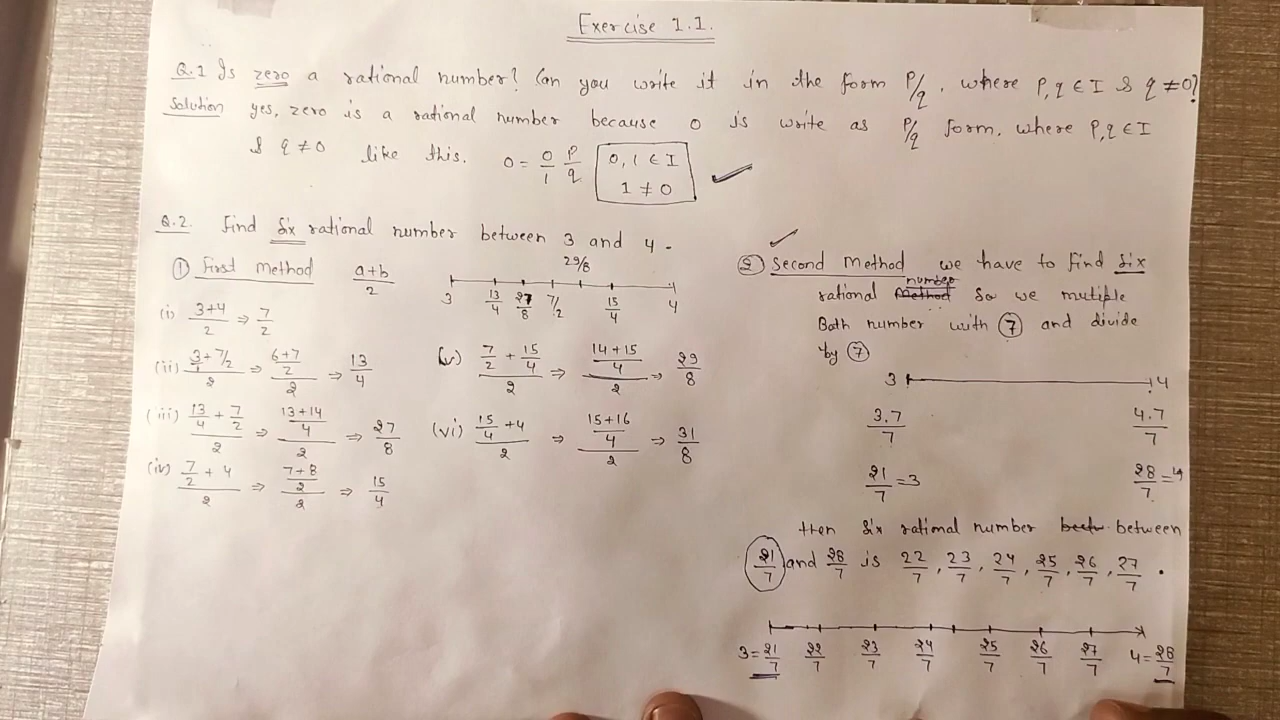 Exercise 1.1.
Q.1 Is zero a rational number? Can you write it in the form P/q, where P,q ∈ I & q ≠ 0?
Solution yes, zero is a rational number because 0 is write as P/q form, where P,q ∈ I
& q ≠ 0 like this. 0 = 0/1 P/q 0,1 ∈ I
1 ≠ 0
Q.2. Find Six rational number between 3 and 4.
① First Method a+b/2
3 13/4 27/8 7/2 29/8 15/4 4
(i) 3+4/2 ⇒ 7/2
(ii) 3/1+7/2/2 ⇒ 6+7/2/2 ⇒ 13/4
(iii) 13/4 + 7/2/2 ⇒ 13+14/4/2 ⇒ 27/8
(iv) 7/2 + 4/2 ⇒ 7+8/2/2 ⇒ 15/4
(v) 7/2 + 15/4/2 ⇒ 14+15/4/2 ⇒ 29/8
(vi) 15/4 +4/2 ⇒ 15+16/4/2 ⇒ 31/8
② Second Method we have to find six
rational Method number So we mutiple
Both number with 7 and divide
by 7
3 4
3.7/7 4.7/7
21/7 = 3 28/7 = 4
then six rational number betw between
21/7 and 28/7 is 22/7, 23/7, 24/7, 25/7, 26/7, 27/7 .
3 = 21/7 22/7 23/7 24/7 25/7 26/7 27/7 4 = 28/7